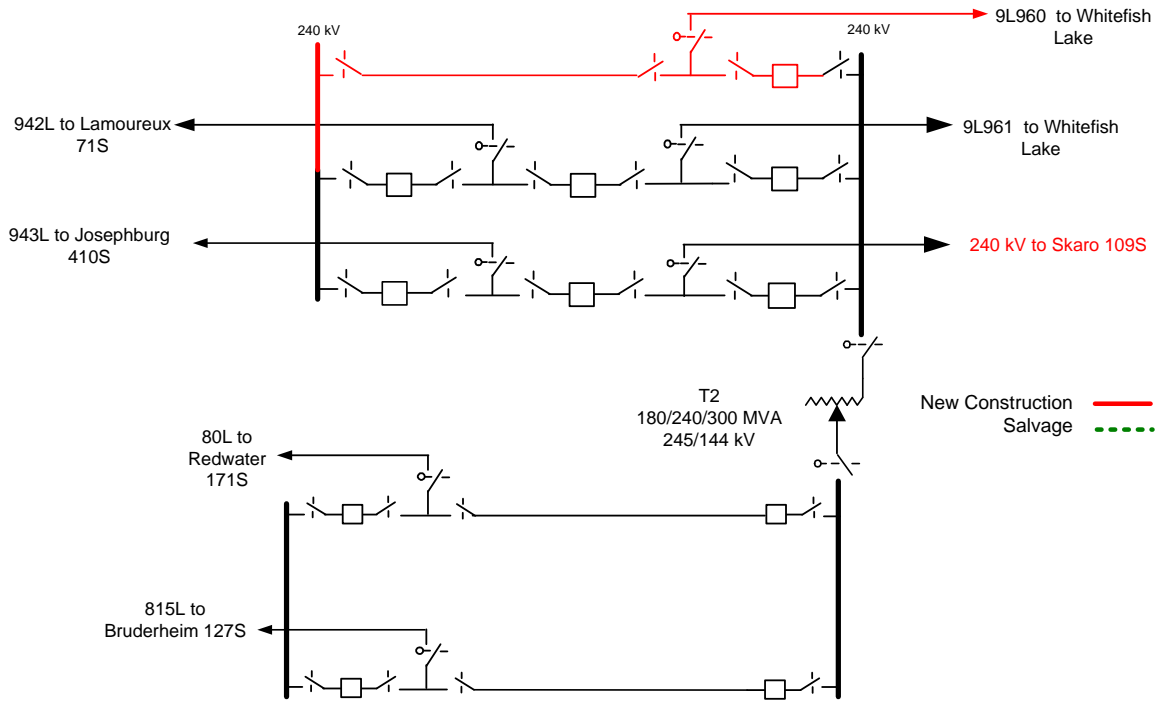 9L960 to Whitefish
Lake
240 kV
240 kV
942L to Lamoureux
71S
9L961 to Whitefish
Lake
943L to Josephburg
410S
240 kV to Skaro 109S
T2
180/240/300 MVA
245/144 kV
New Construction
Salvage
80L to
Redwater
171S
815L to
Bruderheim 127S